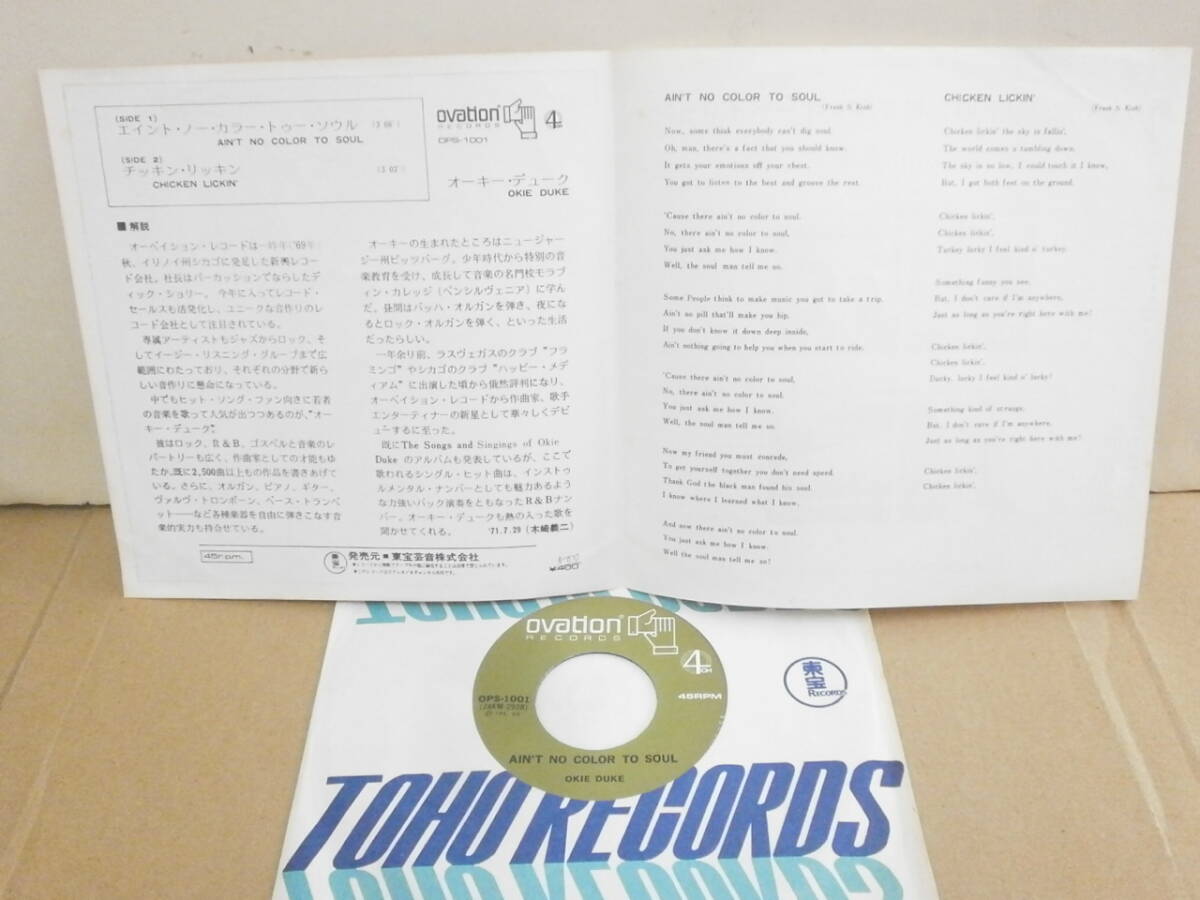 (SIDE 1)
エイント・ノー・カラー・トゥー・ソウル
AIN'T NO COLOR TO SOUL
(SIDE 2)
チッキン・リッキン (3 03")
CHICKEN LICKIN'
ovation
RECORDS
4
OPS-1001
オーキー・デューク
OKIE DUKE
■ 解説
オーベイション・レコードは一昨年('69年)
秋、イリノイ州シカゴに発足した新興レコー
ド会社。社長はパーカッションでならしたデ
ィック・ショリー。今年に入ってレコード・
セールスも活発化し、ユニークな音作りのレ
コード会社として注目されている。
専属アーティストもジャズからロック、そ
してイージー・リスニング・グループまで広
範囲にわたっており、それぞれの分野で新ら
しい音作りに懸命になっている。
中でもヒット・ソング・ファン向きに若者
の音楽を歌って人気が出つつあるのが、"オー
キー・デューク"。
彼はロック、R&B、ゴスペルと音楽のレ
パートリーも広く、作曲家としての才能もゆ
たか。既に2,500曲以上もの作品を書きあげて
いる。さらに、オルガン、ピアノ、ギター、
ヴァルヴ・トロンボーン、ベース・トランペ
ット——など各種楽器を自由に弾きこなす音
楽的実力も持合せている。
オーキーの生まれたところはニュージャー
ジー州ピッツバーグ。少年時代から特別の音
楽教育を受け、成長して音楽の名門校モラブ
ィン・カレッジ(ペンシルヴェニア)に学ん
だ。昼間はバッハ・オルガンを弾き、夜にな
るとロック・オルガンを弾く、といった生活
だったらしい。
一年余り前、ラスヴェガスのクラブ"フラ
ミンゴ"やシカゴのクラブ"ハッピー・メデ
ィアム"に出演した頃から俄然評判になり、
オーベイション・レコードから作曲家、歌手
エンターティナーの新星として華々しくデビ
ューするに至った。
既にThe Songs and Singings of Okie
Duke のアルバムも発表しているが、ここで
歌われるシングル・ヒット曲は、インストゥ
ルメンタル・ナンバーとしても魅力あるよう
な力強いバック演奏をともなったR&Bナン
バー。オーキー・デュークも熱の入った歌を
聞かせてくれる。 '71.7.29 (木崎義二)
45r.p.m.
発売元■東宝芸音株式会社
¥400
AIN'T NO COLOR TO SOUL
(Frank S. Kosh)
Now, some think everybody can't dig soul.
Oh, man, there's a fact that you should know.
It gets your emotions off your chest.
You got to listen to the beat and groove the rest.
'Cause there ain't no color to soul.
No, there ain't no color to soul,
You just ask me how I know.
Well, the soul man tell me so.
Some People think to make music you got to take a trip.
Ain't no pill that'll make you hip.
If you don't know it down deep inside,
Ain't nothing going to help you when you start to ride.
'Cause there ain't no color to soul,
No, there ain't no color to soul.
You just ask me how I know.
Well, the soul man tell me so.
Now my friend you must conrade,
To get yourself together you don't need speed.
Thank God the black man found his soul.
I know where I learned what I know.
And now there ain't no color to soul.
You just ask me how I know.
Well the soul man tell me so!
CHICKEN LICKIN'
(Frank S. Kosh)
Chicken lickin' the sky is fallin',
The world comes a tumbling down,
The sky is so low, I could touch it I know,
But, I got both feet on the ground.
Chicken lickin',
Chicken lickin',
Turkey lurky I feel kind o' turkey.
Something funny you see,
But, I don't care if I'm anywhere,
Just as long as you're right here with me!
Chicken lickin',
Chicken lickin',
Ducky, lurky I feel kind o' lurky!
Something kind of strange,
But, I don't care if I'm anywhere,
Just as long as you're right here with me!
Chicken lickin',
Chicken lickin',
ovation
RECORDS
4CH
OPS-1001
45RPM
AIN'T NO COLOR TO SOUL
OKIE DUKE
東宝
RECORDS
TOHO RECORDS